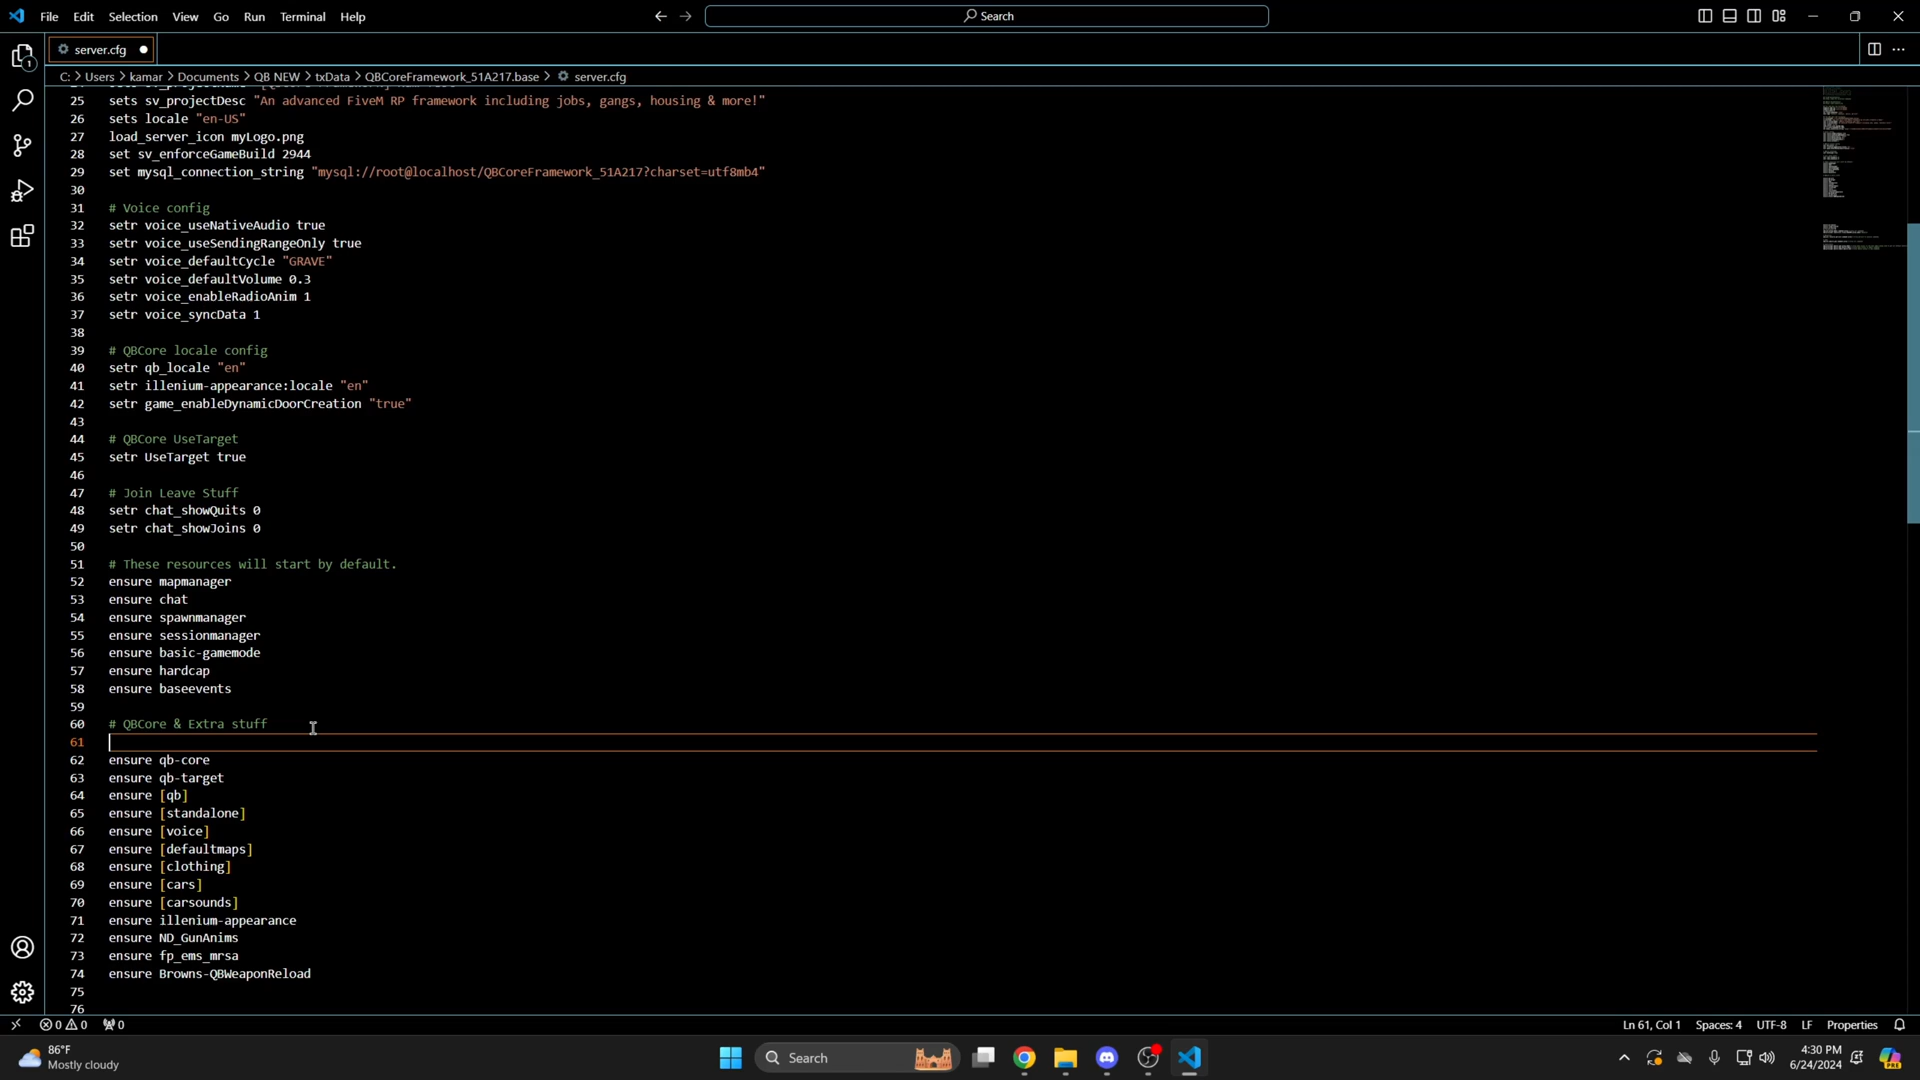 File Edit Selection View Go Run Terminal Help
Search
server.cfg
C: > Users > kamar > Documents > QB NEW > txData > QBCoreFramework_51A217.base > server.cfg
25 sets sv_projectDesc "An advanced FiveM RP framework including jobs, gangs, housing & more!"
26 sets locale "en-US"
27 load_server_icon myLogo.png
28 set sv_enforceGameBuild 2944
29 set mysql_connection_string "mysql://root@localhost/QBCoreFramework_51A217?charset=utf8mb4"
30
31 # Voice config
32 setr voice_useNativeAudio true
33 setr voice_useSendingRangeOnly true
34 setr voice_defaultCycle "GRAVE"
35 setr voice_defaultVolume 0.3
36 setr voice_enableRadioAnim 1
37 setr voice_syncData 1
38
39 # QBCore locale config
40 setr qb_locale "en"
41 setr illenium-appearance:locale "en"
42 setr game_enableDynamicDoorCreation "true"
43
44 # QBCore UseTarget
45 setr UseTarget true
46
47 # Join Leave Stuff
48 setr chat_showQuits 0
49 setr chat_showJoins 0
50
51 # These resources will start by default.
52 ensure mapmanager
53 ensure chat
54 ensure spawnmanager
55 ensure sessionmanager
56 ensure basic-gamemode
57 ensure hardcap
58 ensure baseevents
59
60 # QBCore & Extra stuff
61
62 ensure qb-core
63 ensure qb-target
64 ensure [qb]
65 ensure [standalone]
66 ensure [voice]
67 ensure [defaultmaps]
68 ensure [clothing]
69 ensure [cars]
70 ensure [carsounds]
71 ensure illenium-appearance
72 ensure ND_GunAnims
73 ensure fp_ems_mrsa
74 ensure Browns-QBWeaponReload
75
76
0 0 0 Ln 61, Col 1 Spaces: 4 UTF-8 LF Properties
86°F
Mostly cloudy
Search
4:30 PM
6/24/2024